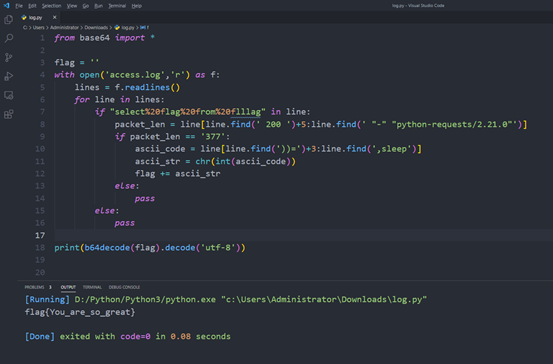 File Edit Selection View Go Run Terminal Help
log.py - Visual Studio Code
log.py ×
C: > Users > Administrator > Downloads > log.py > f
1 from base64 import *
2
3 flag = ''
4 with open('access.log','r') as f:
5 lines = f.readlines()
6 for line in lines:
7 if "select%20flag%20from%20flllag" in line:
8 packet_len = line[line.find(' 200 ')+5:line.find(' "-" "python-requests/2.21.0"')]
9 if packet_len == '377':
10 ascii_code = line[line.find('))=')+3:line.find(',sleep')]
11 ascii_str = chr(int(ascii_code))
12 flag += ascii_str
13 else:
14 pass
15 else:
16 pass
17
18 print(b64decode(flag).decode('utf-8'))
19
20
PROBLEMS 3 OUTPUT TERMINAL DEBUG CONSOLE
[Running] D:/Python/Python3/python.exe "c:\Users\Administrator\Downloads\log.py"
flag{You_are_so_great}
[Done] exited with code=0 in 0.08 seconds